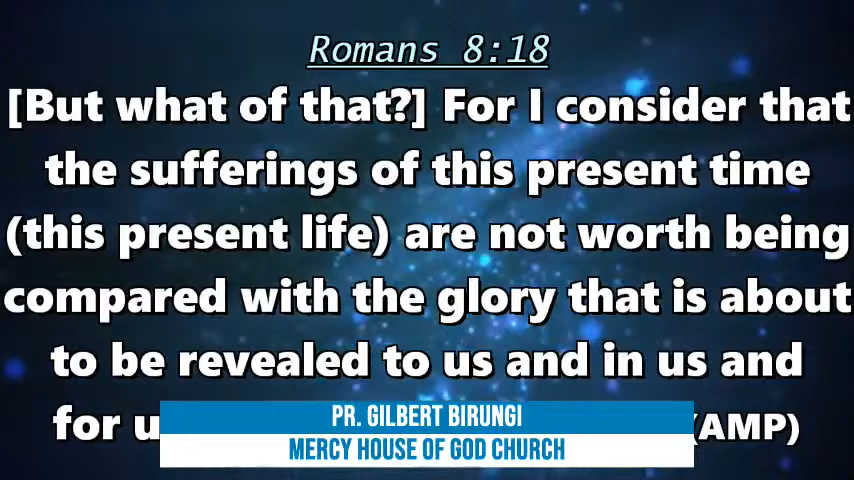 Romans 8:18
[But what of that?] For I consider that
the sufferings of this present time
(this present life) are not worth being
compared with the glory that is about
to be revealed to us and in us and
for u (AMP)
PR. GILBERT BIRUNGI
MERCY HOUSE OF GOD CHURCH